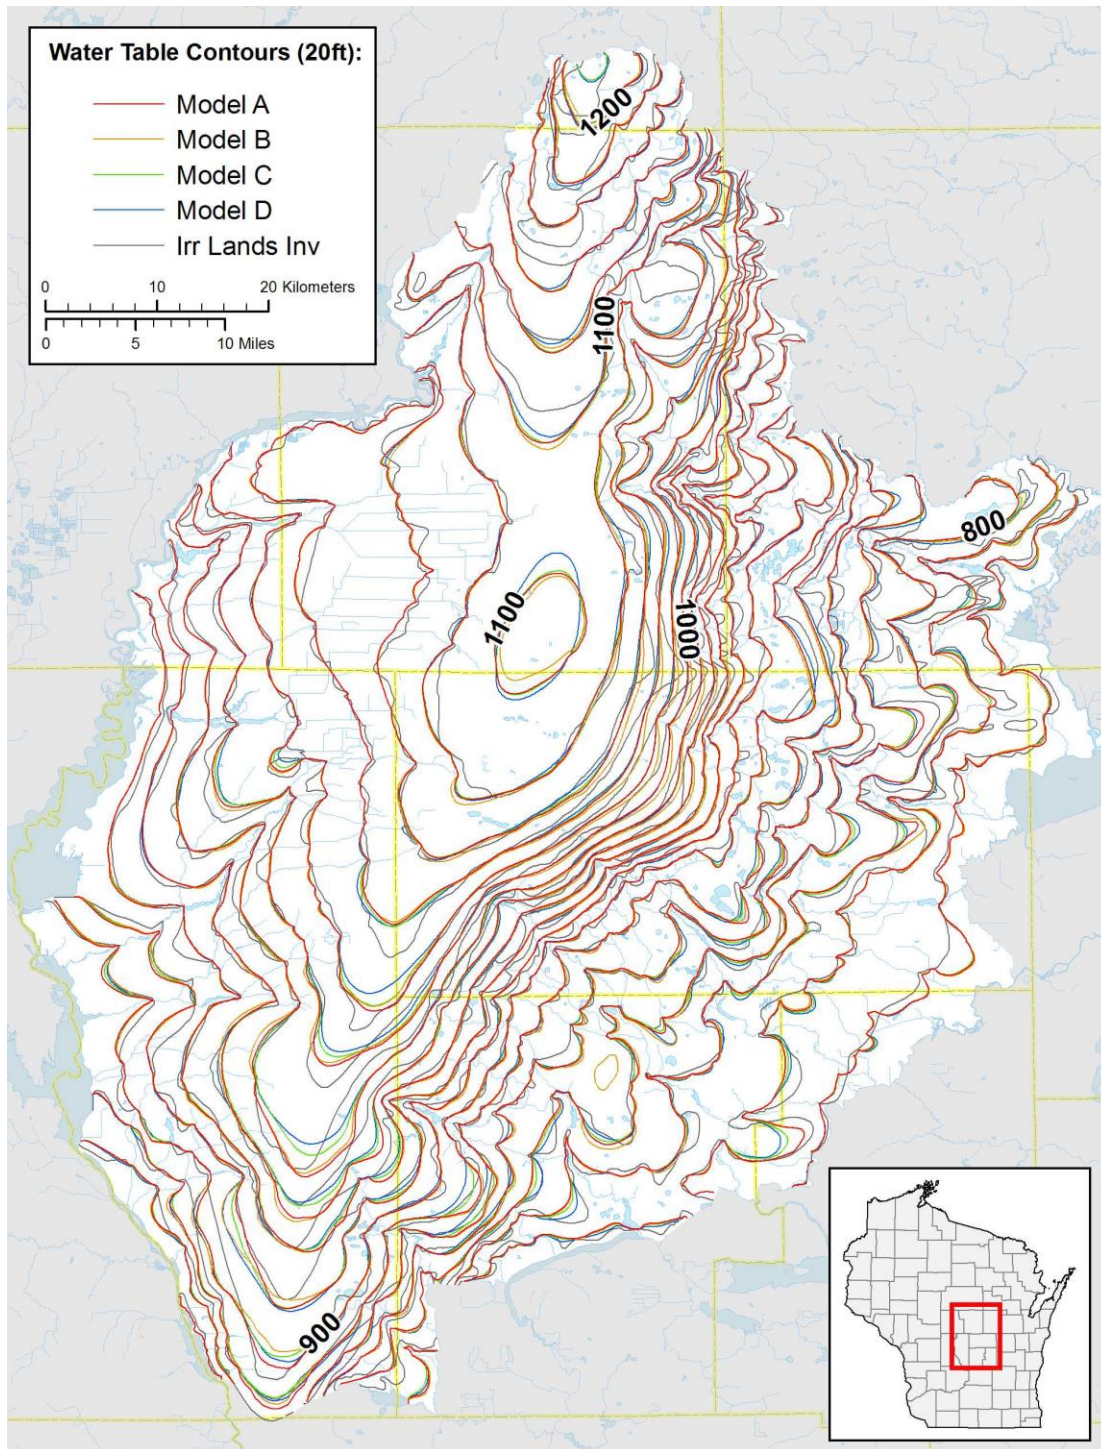 Water Table Contours (20ft):
Model A
Model B
Model C
Model D
Irr Lands Inv
0 10 20 Kilometers
0 5 10 Miles
1200
1100
800
1100
1000
900